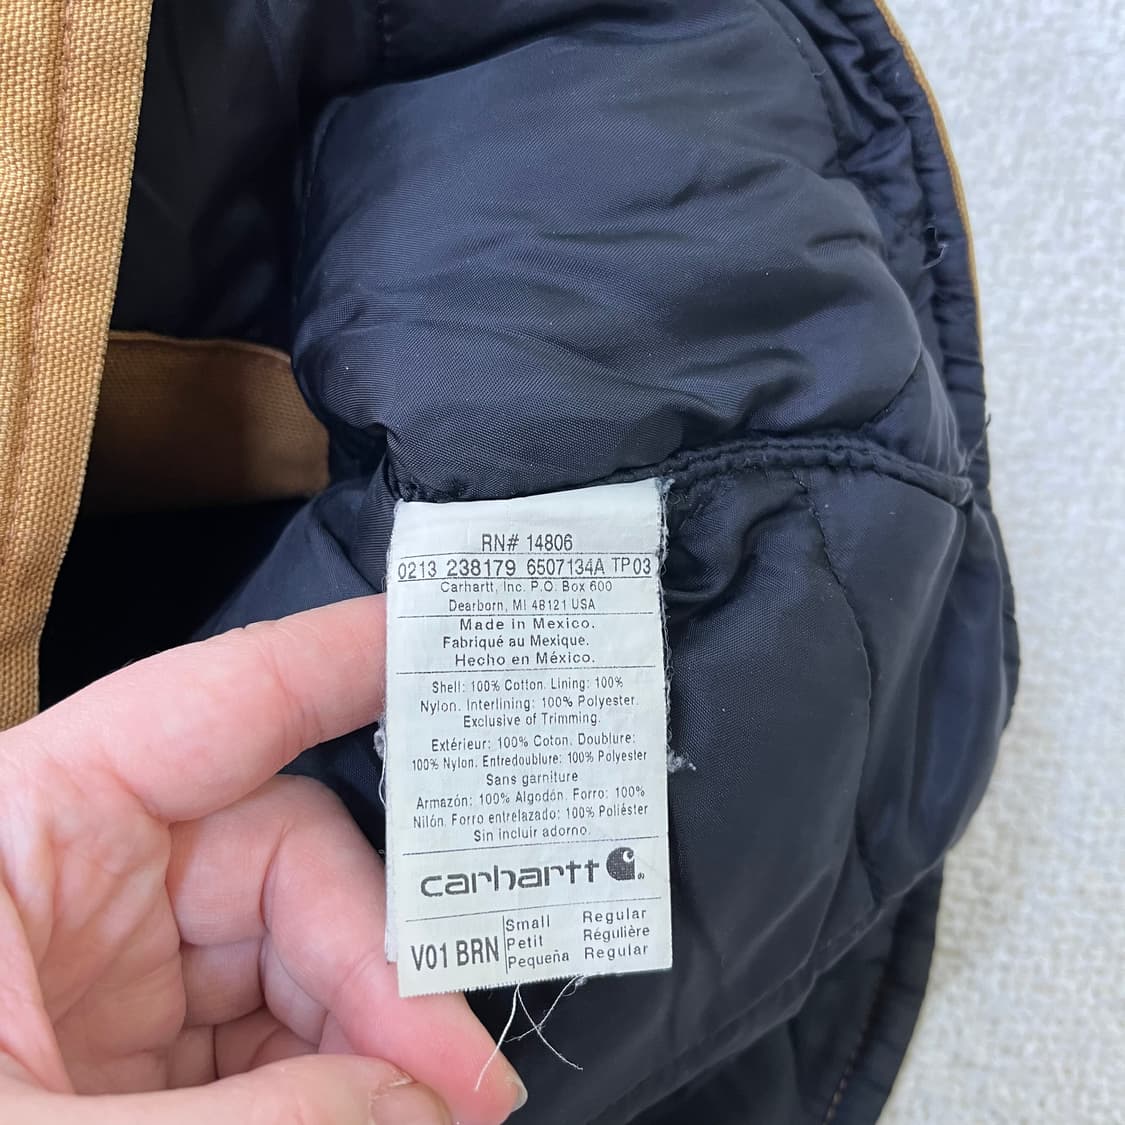 RN# 14806
0213 238179 6507134A TP03
Carhartt, Inc. P.O. Box 600
Dearborn, MI 48121 USA
Made in Mexico.
Fabriqué au Mexique.
Hecho en México.
Shell: 100% Cotton. Lining: 100%
Nylon. Interlining: 100% Polyester.
Exclusive of Trimming.
Extérieur: 100% Coton. Doublure:
100% Nylon. Entredoublure: 100% Polyester
Sans garniture
Armazón: 100% Algodón. Forro: 100%
Nilón. Forro entrelazado: 100% Poliéster
Sin incluir adorno.
carhartt
V01 BRN
Small Regular
Petit Régulière
Pequeña Regular